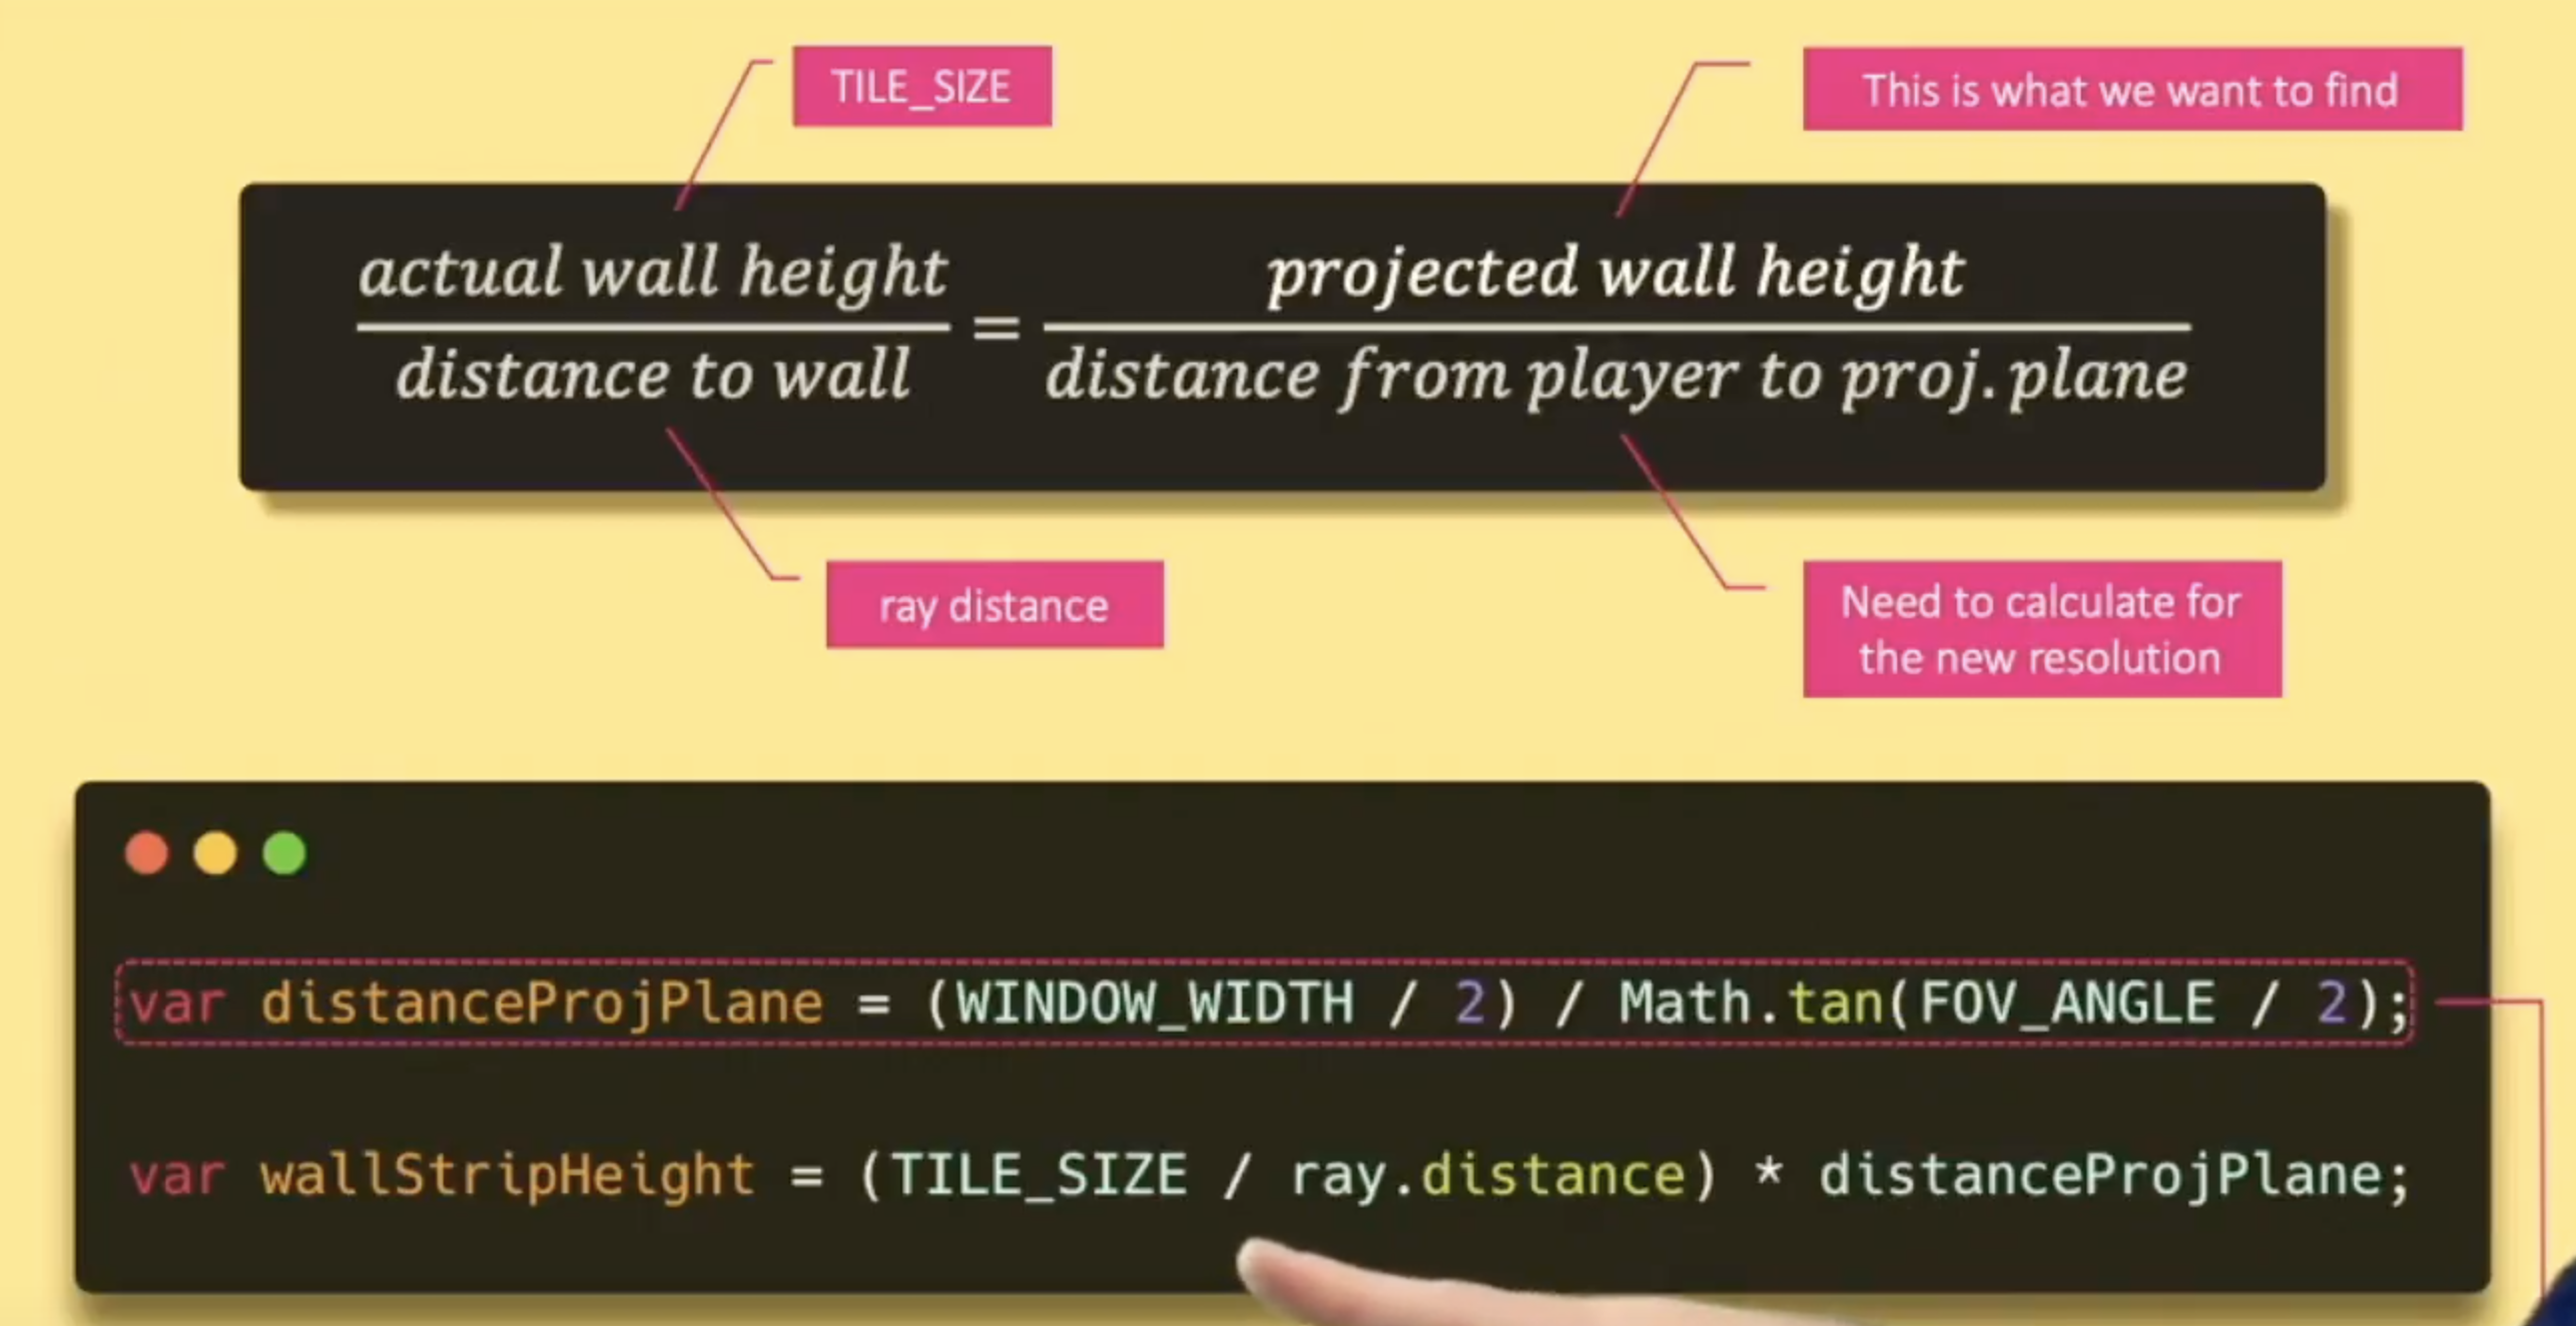 TILE_SIZE
This is what we want to find
actual wall height
distance to wall
=
projected wall height
distance from player to proj. plane
ray distance
Need to calculate for
the new resolution
var distanceProjPlane = (WINDOW_WIDTH / 2) / Math.tan(FOV_ANGLE / 2);
var wallStripHeight = (TILE_SIZE / ray.distance) * distanceProjPlane;